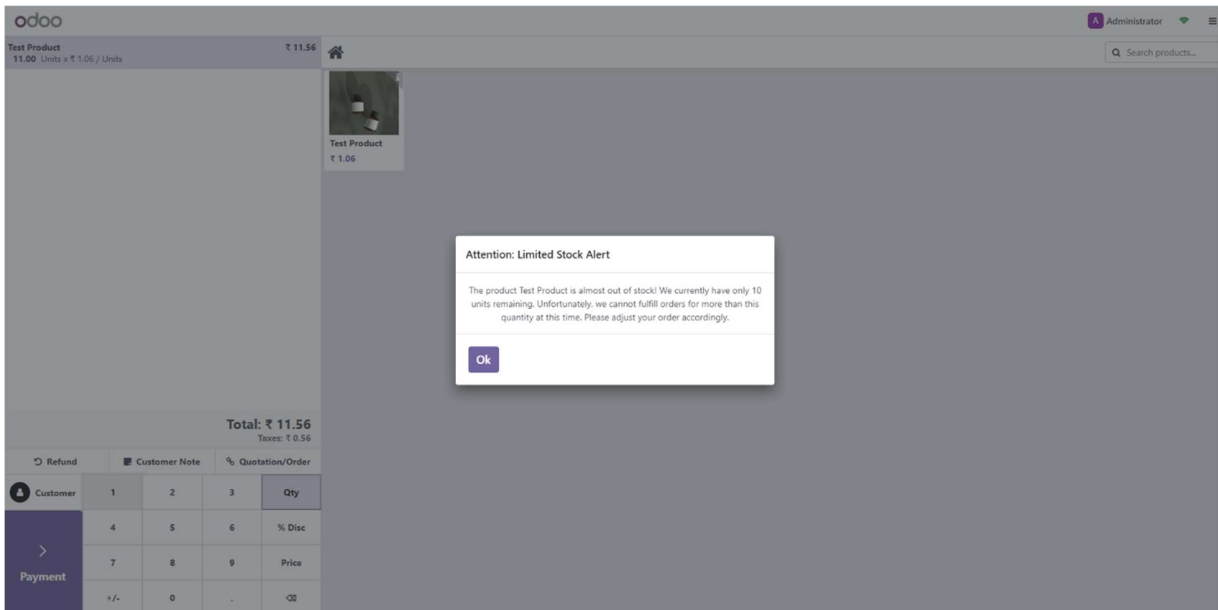 odoo
A Administrator
Test Product ₹ 11.56
11.00 Units x ₹ 1.06 / Units
Search products...
Test Product
₹ 1.06
Attention: Limited Stock Alert
The product Test Product is almost out of stock! We currently have only 10
units remaining. Unfortunately, we cannot fulfill orders for more than this
quantity at this time. Please adjust your order accordingly.
Ok
Total: ₹ 11.56
Taxes: ₹ 0.56
Refund Customer Note Quotation/Order
Customer 1 2 3 Qty
4 5 6 % Disc
7 8 9 Price
Payment
+/- 0 .